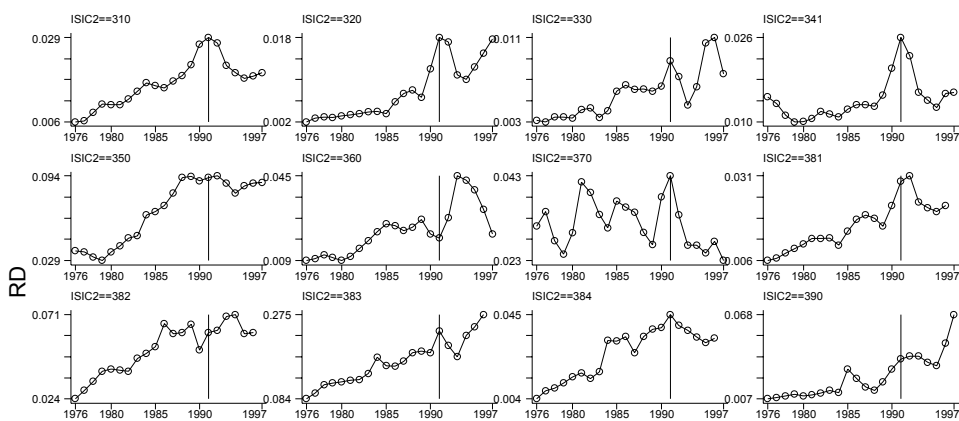 ISIC2==310 ISIC2==320 ISIC2==330 ISIC2==341
0.029 0.018 0.011 0.026
0.006 0.002 0.003 0.010
1976 1980 1985 1990 1997 1976 1980 1985 1990 1997 1976 1980 1985 1990 1997 1976 1980 1985 1990 1997
ISIC2==350 ISIC2==360 ISIC2==370 ISIC2==381
0.094 0.045 0.043 0.031
0.029 0.009 0.023 0.006
1976 1980 1985 1990 1997 1976 1980 1985 1990 1997 1976 1980 1985 1990 1997 1976 1980 1985 1990 1997
RD
ISIC2==382 ISIC2==383 ISIC2==384 ISIC2==390
0.071 0.275 0.045 0.068
0.024 0.084 0.004 0.007
1976 1980 1985 1990 1997 1976 1980 1985 1990 1997 1976 1980 1985 1990 1997 1976 1980 1985 1990 1997